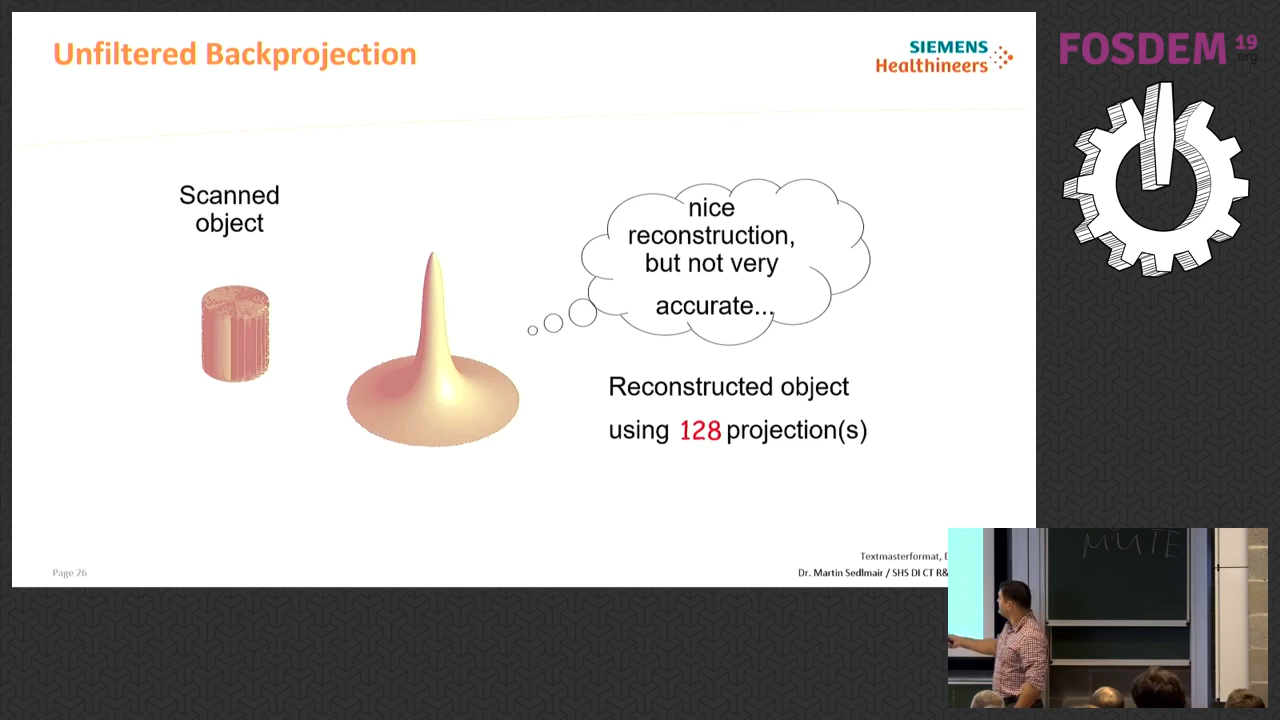 Unfiltered Backprojection
SIEMENS
Healthineers
FOSDEM 19
.org
Scanned
object
nice
reconstruction,
but not very
accurate...
Reconstructed object
using 128 projection(s)
Textmasterformat,
Page 26
Dr. Martin Sedlmair / SHS DI CT R&
MUTE